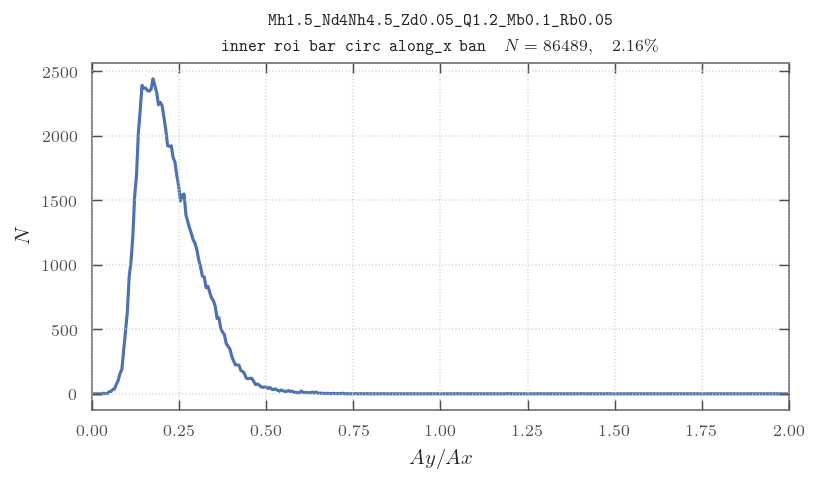 Mh1.5_Nd4Nh4.5_Zd0.05_Q1.2_Mb0.1_Rb0.05
inner roi bar circ along_x ban N = 86489, 2.16%
2500
2000
1500
1000
500
0
N
0.00 0.25 0.50 0.75 1.00 1.25 1.50 1.75 2.00
Ay/Ax